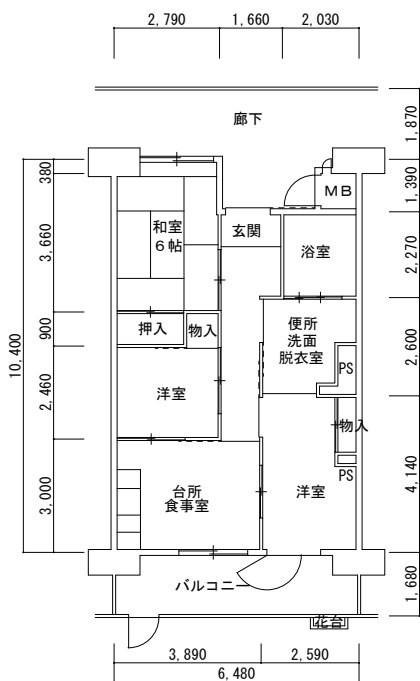 2,790
1,660
2,030
廊下
1,870
380
1,390
MB
3,660
和室
6帖
玄関
浴室
2,270
900
押入
物入
便所
洗面
脱衣室
2,600
10,400
2,460
洋室
PS
物入
PS
3,000
台所
食事室
洋室
4,140
バルコニー
1,680
花台
3,890
2,590
6,480